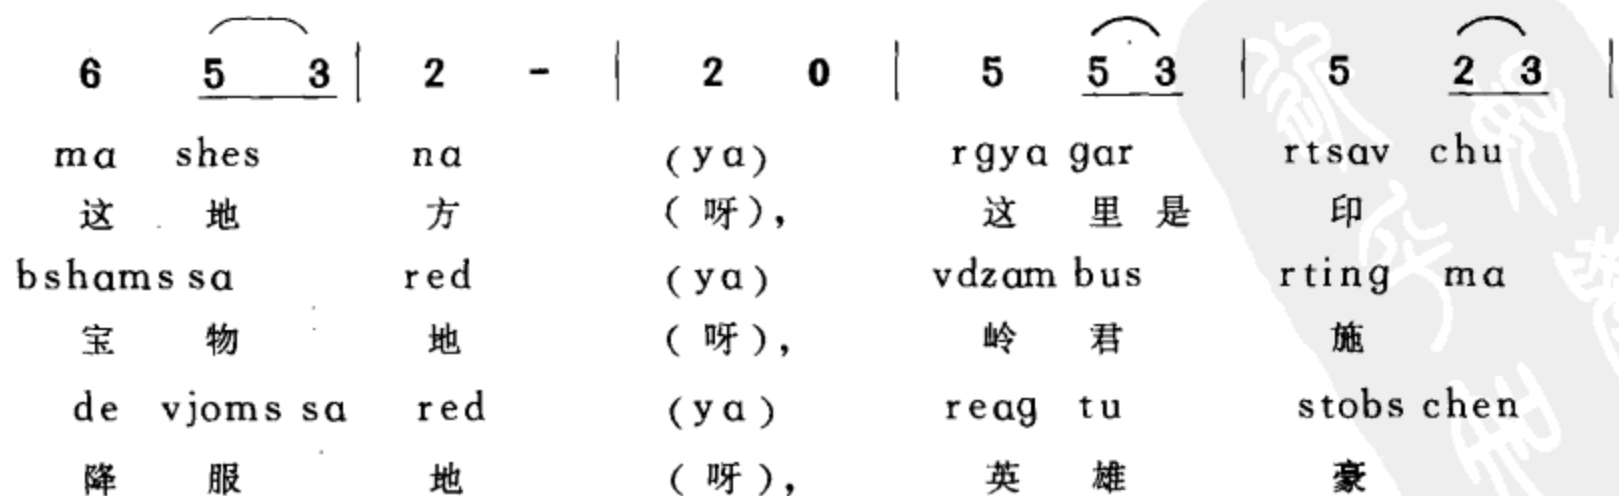 6 5 3 | 2 - | 2 0 | 5 5 3 | 5 2 3 |
ma shes na (ya) rgya gar rtsav chu
这 地 方 (呀), 这 里 是 印
bshams sa red (ya) vdzam bus rting ma
宝 物 地 (呀), 岭 君 施
de vjoms sa red (ya) reag tu stobs chen
降 服 地 (呀), 英 雄 豪